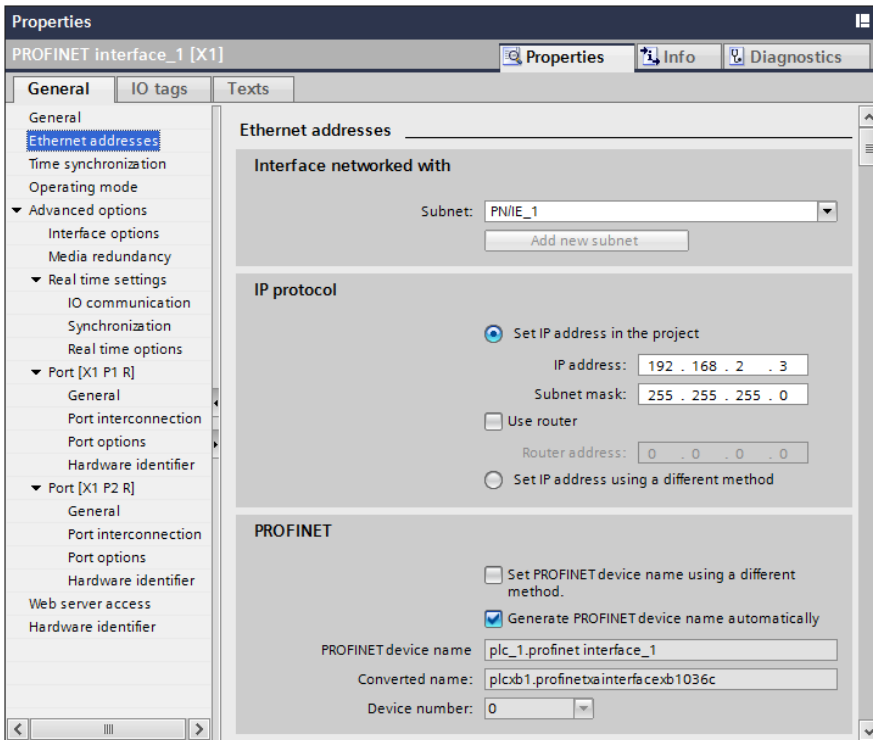 Properties
PROFINET interface_1 [X1]
Properties
Info
Diagnostics
General
IO tags
Texts
General
Ethernet addresses
Time synchronization
Operating mode
Advanced options
Interface options
Media redundancy
Real time settings
IO communication
Synchronization
Real time options
Port [X1 P1 R]
General
Port interconnection
Port options
Hardware identifier
Port [X1 P2 R]
General
Port interconnection
Port options
Hardware identifier
Web server access
Hardware identifier
Ethernet addresses
Interface networked with
Subnet: PN/IE_1
Add new subnet
IP protocol
Set IP address in the project
IP address: 192 . 168 . 2 . 3
Subnet mask: 255 . 255 . 255 . 0
Use router
Router address: 0 . 0 . 0 . 0
Set IP address using a different method
PROFINET
Set PROFINET device name using a different
method.
Generate PROFINET device name automatically
PROFINET device name plc_1.profinet interface_1
Converted name: plcxb1.profinetxainterfacexb1036c
Device number: 0